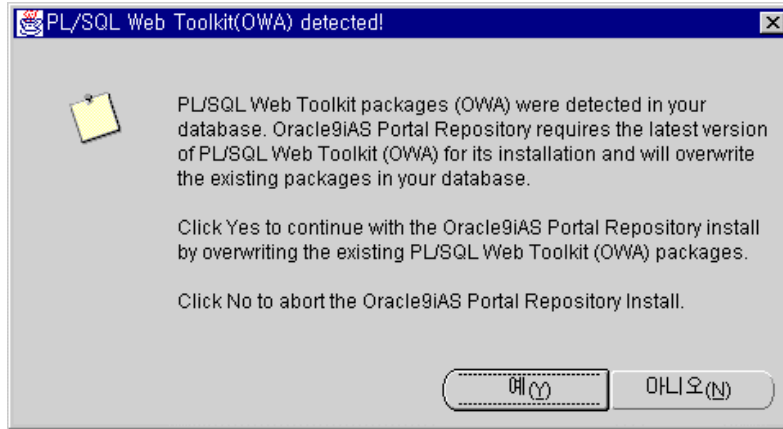 PL/SQL Web Toolkit(OWA) detected!
PL/SQL Web Toolkit packages (OWA) were detected in your
database. Oracle9iAS Portal Repository requires the latest version
of PL/SQL Web Toolkit (OWA) for its installation and will overwrite
the existing packages in your database.
Click Yes to continue with the Oracle9iAS Portal Repository install
by overwriting the existing PL/SQL Web Toolkit (OWA) packages.
Click No to abort the Oracle9iAS Portal Repository Install.
예(Y) 아니오(N)